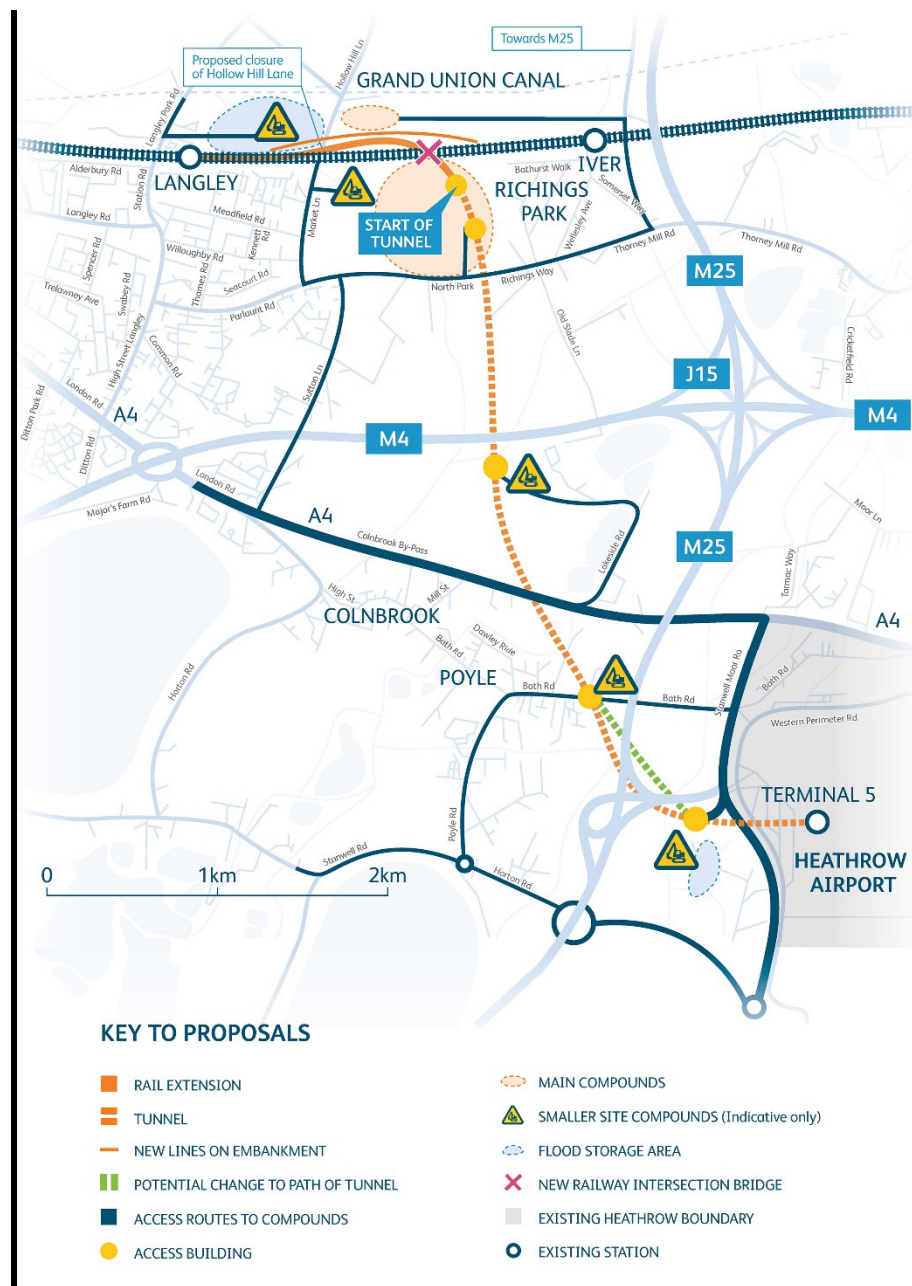 Towards M25
Proposed closure
of Hollow Hill Lane
Hollow Hill Ln
GRAND UNION CANAL
Langley Park Rd
LANGLEY
IVER
Alderbury Rd
Station Rd
Bathurst Walk
RICHINGS
PARK
Somerset Way
Wellesley Ave
Langley Rd
Meadfield Rd
Kennett Rd
Market Ln
START OF
TUNNEL
Thorney Mill Rd
Thorney Mill Rd
Spencer Rd
Willoughby Rd
Thames Rd
Seacourt Rd
Trelawney Ave
Swabey Rd
Parlaunt Rd
North Park
Richings Way
M25
High Street Langley
Common Rd
Sutton Ln
Old Slade Ln
Cricketfield Rd
Ditton Park Rd
London Rd
A4
J15
M4
M4
Ditton Rd
Major's Farm Rd
London Rd
A4
Colnbrook By-Pass
Lakeside Rd
M25
Moor Ln
Tarmac Way
High St
Mill St
COLNBROOK
A4
Dawley Ride
Bath Rd
POYLE
Bath Rd
Bath Rd
Stanwell Moor Rd
Bath Rd
Horton Rd
Western Perimeter Rd
TERMINAL 5
Poyle Rd
HEATHROW
AIRPORT
Stanwell Rd
Horton Rd
0 1km 2km
KEY TO PROPOSALS
RAIL EXTENSION
TUNNEL
NEW LINES ON EMBANKMENT
POTENTIAL CHANGE TO PATH OF TUNNEL
ACCESS ROUTES TO COMPOUNDS
ACCESS BUILDING
MAIN COMPOUNDS
SMALLER SITE COMPOUNDS (Indicative only)
FLOOD STORAGE AREA
NEW RAILWAY INTERSECTION BRIDGE
EXISTING HEATHROW BOUNDARY
EXISTING STATION